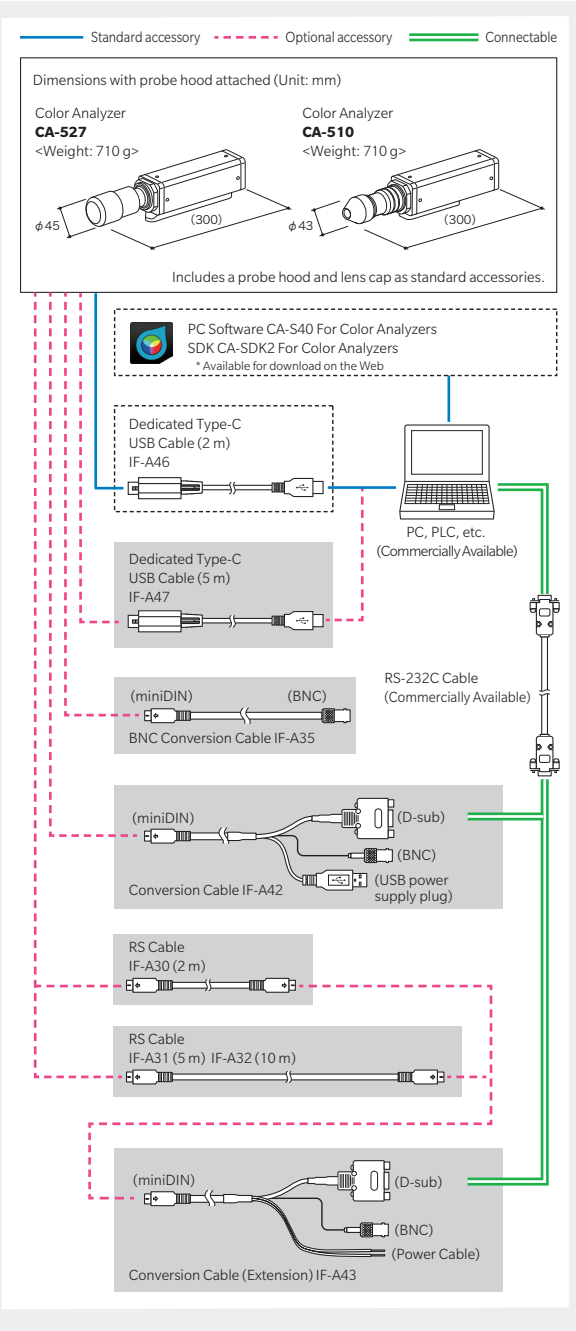 Standard accessory
Optional accessory
Connectable
Dimensions with probe hood attached (Unit: mm)
Color Analyzer
CA-527
<Weight: 710 g>
Color Analyzer
CA-510
<Weight: 710 g>
φ45
(300)
φ43
(300)
Includes a probe hood and lens cap as standard accessories.
PC Software CA-S40 For Color Analyzers
SDK CA-SDK2 For Color Analyzers
* Available for download on the Web
Dedicated Type-C
USB Cable (2 m)
IF-A46
PC, PLC, etc.
(Commercially Available)
Dedicated Type-C
USB Cable (5 m)
IF-A47
RS-232C Cable
(Commercially Available)
(miniDIN)
(BNC)
BNC Conversion Cable IF-A35
(miniDIN)
(D-sub)
(BNC)
(USB power
supply plug)
Conversion Cable IF-A42
RS Cable
IF-A30 (2 m)
RS Cable
IF-A31 (5 m) IF-A32 (10 m)
(miniDIN)
(D-sub)
(BNC)
(Power Cable)
Conversion Cable (Extension) IF-A43